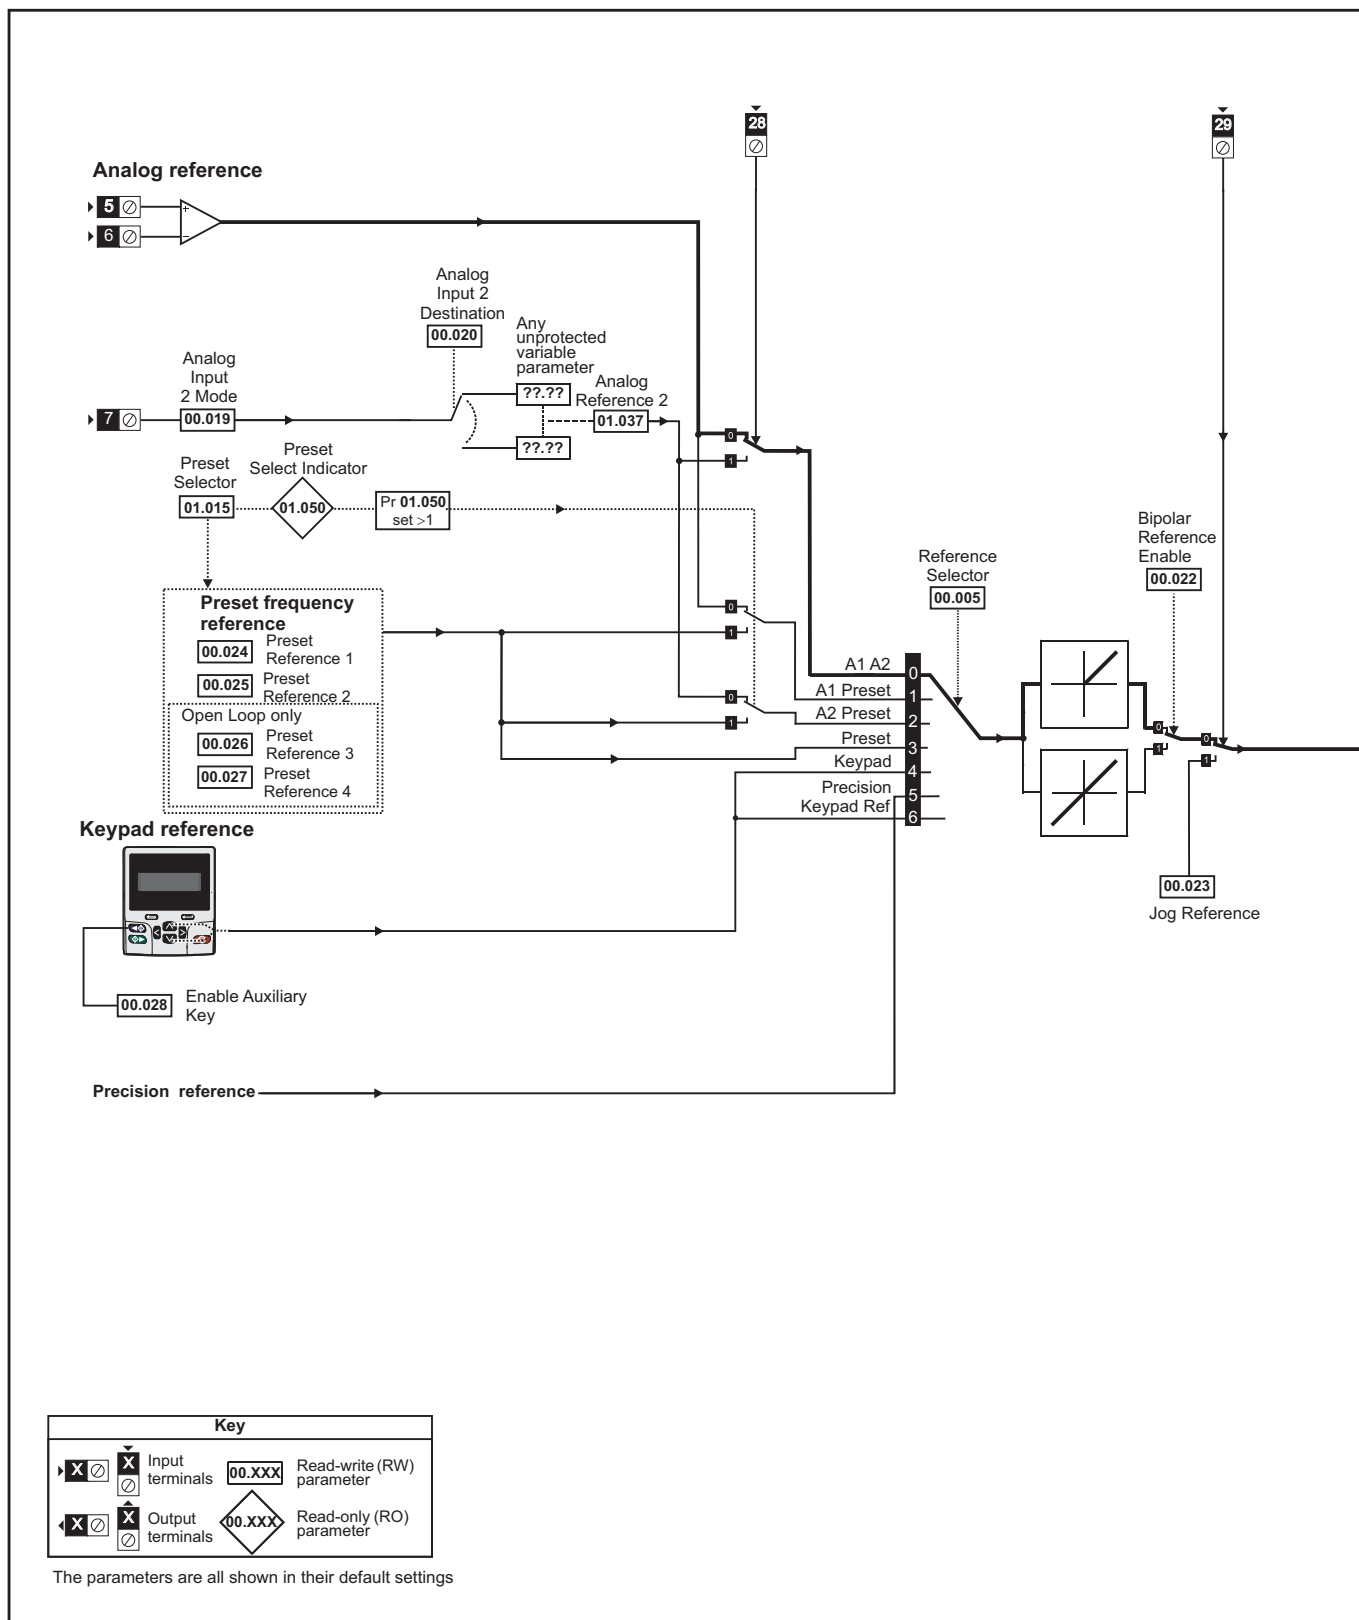 28
29
Analog reference
5
6
Analog
Input 2
Destination
00.020
Any
unprotected
variable
parameter
??.??
??.??
Analog
Input
2 Mode
7
00.019
Analog
Reference 2
01.037
0
1
Preset
Selector
01.015
Preset
Select Indicator
01.050
Pr 01.050
set >1
Preset frequency
reference
00.024
Preset
Reference 1
00.025
Preset
Reference 2
Open Loop only
00.026
Preset
Reference 3
00.027
Preset
Reference 4
0
1
0
1
Reference
Selector
00.005
A1 A2
0
A1 Preset
1
A2 Preset
2
Preset
3
Keypad
4
Precision
5
Keypad Ref
6
Bipolar
Reference
Enable
00.022
0
1
0
1
00.023
Jog Reference
Keypad reference
00.028
Enable Auxiliary
Key
Precision reference
Key
X
X
Input
terminals
00.XXX
Read-write (RW)
parameter
X
X
Output
terminals
00.XXX
Read-only (RO)
parameter
The parameters are all shown in their default settings